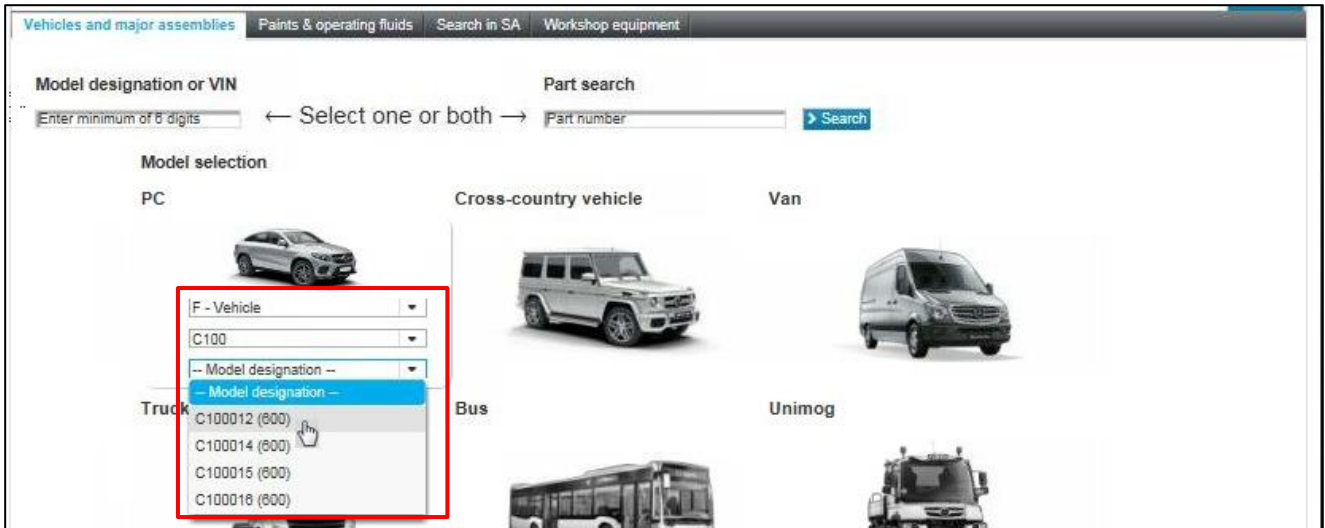 Vehicles and major assemblies Paints & operating fluids Search in SA Workshop equipment
Model designation or VIN Part search
Enter minimum of 6 digits ← Select one or both → Part number Search
Model selection
PC Cross-country vehicle Van
F - Vehicle
C100
-- Model designation --
-- Model designation --
Truck Bus Unimog
C100012 (600)
C100014 (600)
C100015 (600)
C100016 (600)